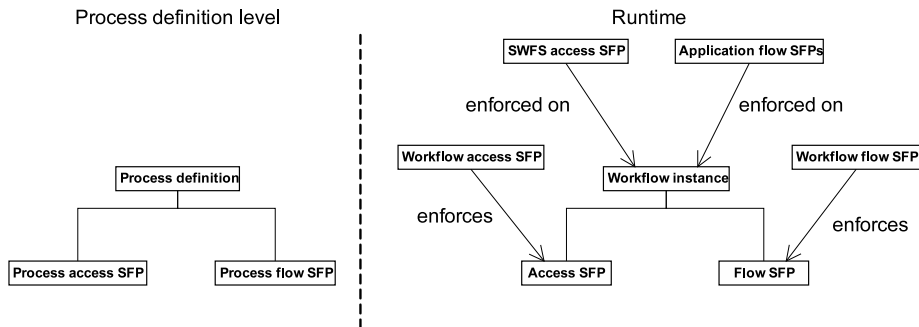 Process definition level
Runtime
SWFS access SFP
Application flow SFPs
enforced on
enforced on
Workflow access SFP
Workflow flow SFP
Process definition
Workflow instance
enforces
enforces
Process access SFP
Process flow SFP
Access SFP
Flow SFP